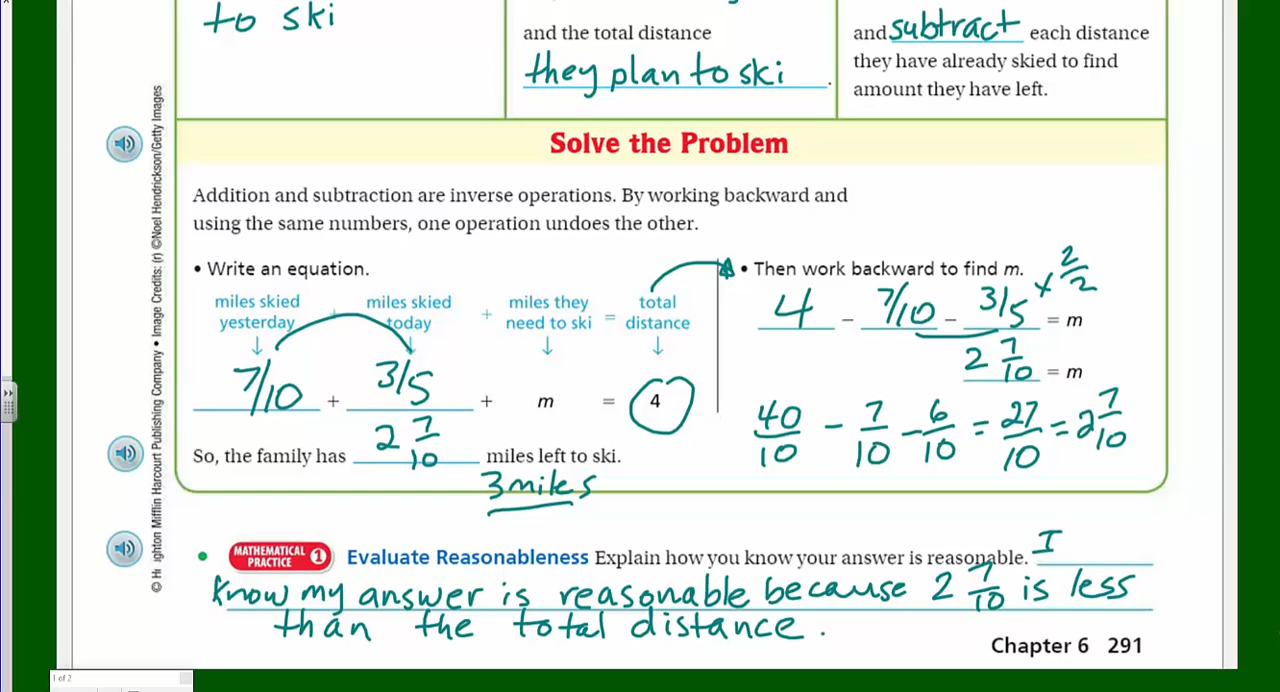 to ski
and the total distance
they plan to ski.
and subtract each distance
they have already skied to find
amount they have left.
Solve the Problem
Addition and subtraction are inverse operations. By working backward and
using the same numbers, one operation undoes the other.
• Write an equation.
miles skied yesterday + miles skied today + miles they need to ski = total distance
7/10 + 3/5 + m = 4
So, the family has 2 7/10 miles left to ski.
3 miles
• Then work backward to find m.
× 2/2
4 − 7/10 − 3/5 = m
2 7/10 = m
40/10 − 7/10 − 6/10 = 27/10 = 2 7/10
MATHEMATICAL PRACTICE 1 Evaluate Reasonableness Explain how you know your answer is reasonable. I
know my answer is reasonable because 2 7/10 is less
than the total distance.
Chapter 6 291
ghton Mifflin Harcourt Publishing Company • Image Credits: (r) ©Noel Hendrickson/Getty Images
1 of 2